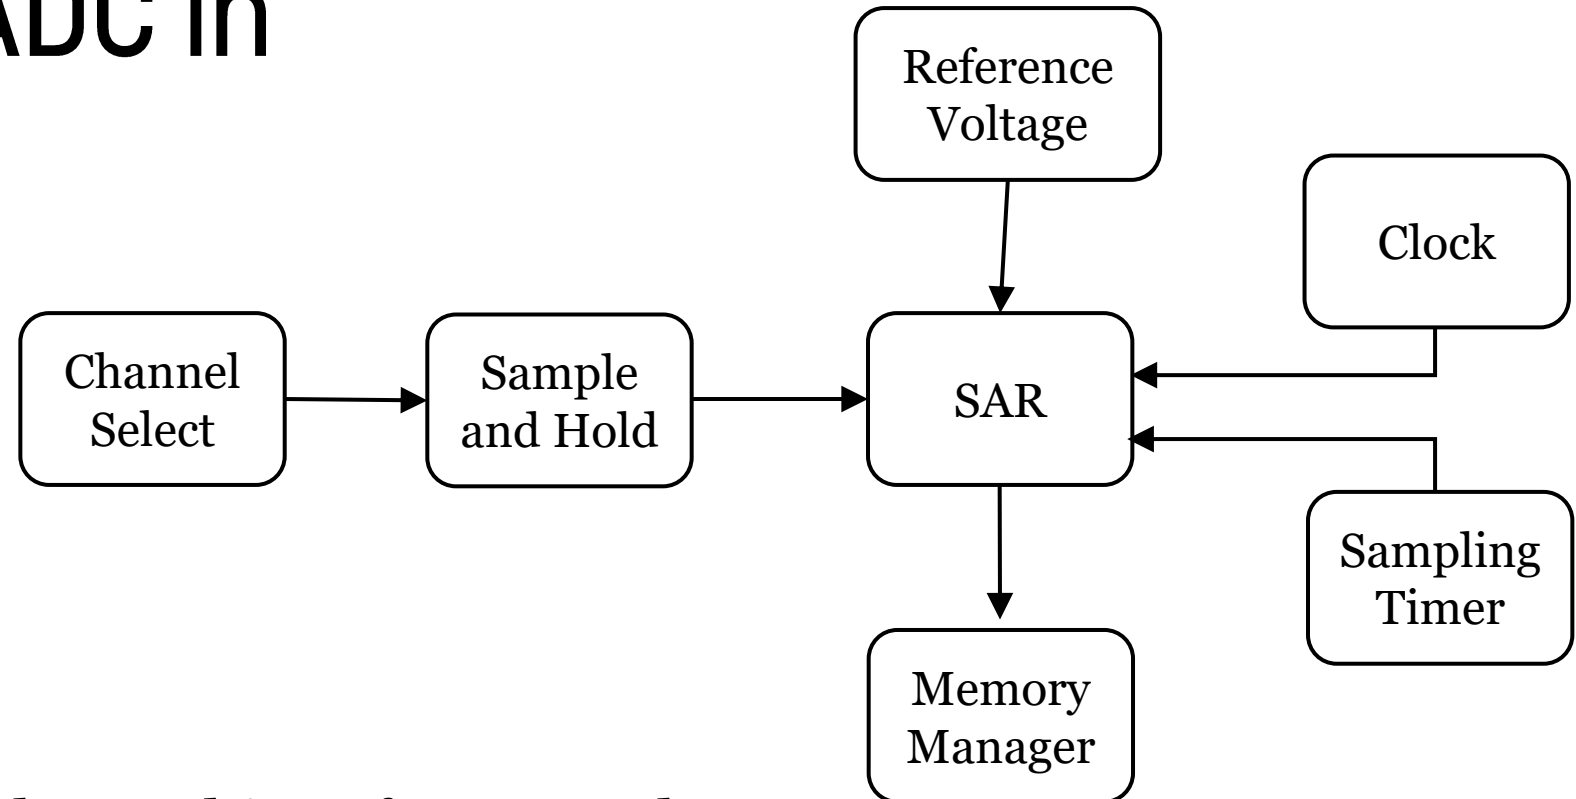 ADC in
Reference
Voltage
Clock
Channel
Select
Sample
and Hold
SAR
Sampling
Timer
Memory
Manager